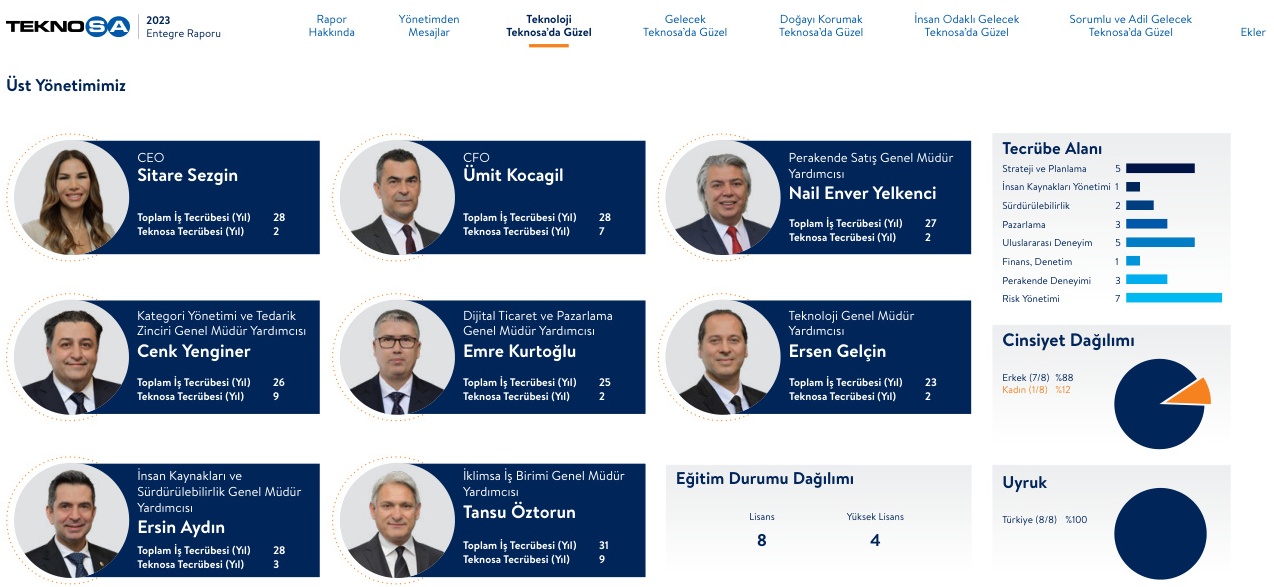 TEKNOSA
2023
Entegre Raporu
Rapor
Hakkında
Yönetimden
Mesajlar
Teknoloji
Teknosa'da Güzel
Gelecek
Teknosa'da Güzel
Doğayı Korumak
Teknosa'da Güzel
İnsan Odaklı Gelecek
Teknosa'da Güzel
Sorumlu ve Adil Gelecek
Teknosa'da Güzel
Ekler
Üst Yönetimimiz
CEO
Sitare Sezgin
Toplam İş Tecrübesi (Yıl) 28
Teknosa Tecrübesi (Yıl) 2
CFO
Ümit Kocagil
Toplam İş Tecrübesi (Yıl) 28
Teknosa Tecrübesi (Yıl) 7
Perakende Satış Genel Müdür
Yardımcısı
Nail Enver Yelkenci
Toplam İş Tecrübesi (Yıl) 27
Teknosa Tecrübesi (Yıl) 2
Kategori Yönetimi ve Tedarik
Zinciri Genel Müdür Yardımcısı
Cenk Yenginer
Toplam İş Tecrübesi (Yıl) 26
Teknosa Tecrübesi (Yıl) 9
Dijital Ticaret ve Pazarlama
Genel Müdür Yardımcısı
Emre Kurtoğlu
Toplam İş Tecrübesi (Yıl) 25
Teknosa Tecrübesi (Yıl) 2
Teknoloji Genel Müdür
Yardımcısı
Ersen Gelçin
Toplam İş Tecrübesi (Yıl) 23
Teknosa Tecrübesi (Yıl) 2
İnsan Kaynakları ve
Sürdürülebilirlik Genel Müdür
Yardımcısı
Ersin Aydın
Toplam İş Tecrübesi (Yıl) 28
Teknosa Tecrübesi (Yıl) 3
İklimsa İş Birimi Genel Müdür
Yardımcısı
Tansu Öztorun
Toplam İş Tecrübesi (Yıl) 31
Teknosa Tecrübesi (Yıl) 9
Eğitim Durumu Dağılımı
Lisans Yüksek Lisans
8 4
Tecrübe Alanı
Strateji ve Planlama 5
İnsan Kaynakları Yönetimi 1
Sürdürülebilirlik 2
Pazarlama 3
Uluslararası Deneyim 5
Finans, Denetim 1
Perakende Deneyimi 3
Risk Yönetimi 7
Cinsiyet Dağılımı
Erkek (7/8) %88
Kadın (1/8) %12
Uyruk
Türkiye (8/8) %100